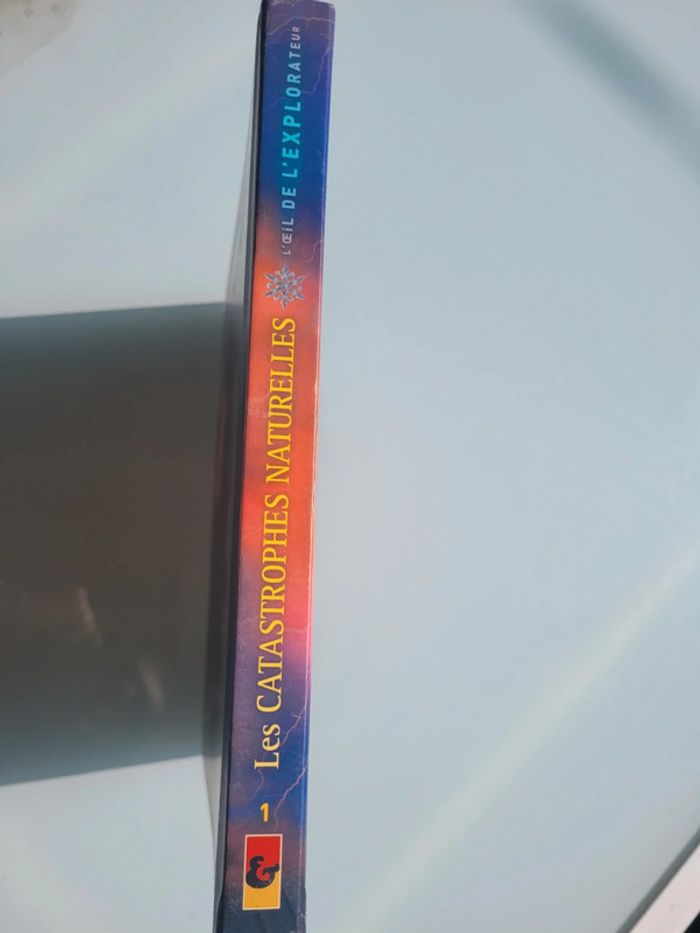 1
Les CATASTROPHES NATURELLES
L'ŒiL DE L'EXPLORATEUR